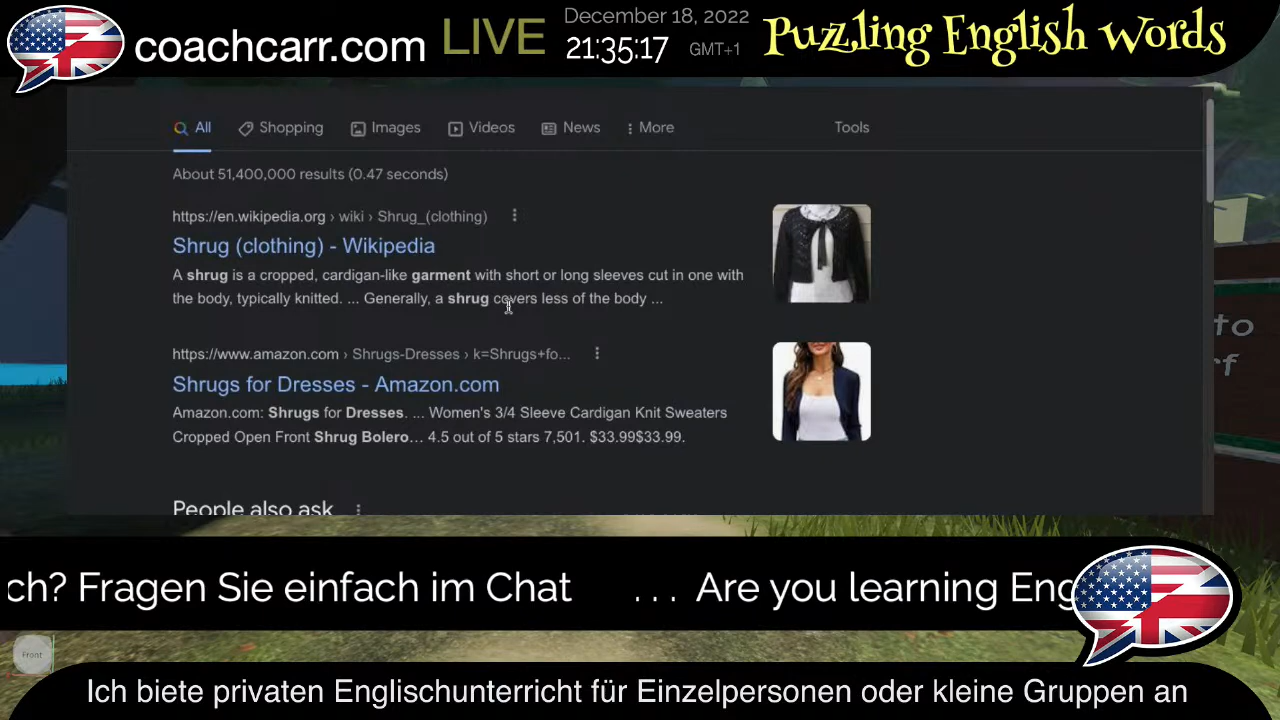 coachcarr.com
LIVE
December 18, 2022
21:35:17 GMT+1
Puzzling English Words
All Shopping Images Videos News More Tools
About 51,400,000 results (0.47 seconds)
https://en.wikipedia.org › wiki › Shrug_(clothing)
Shrug (clothing) - Wikipedia
A shrug is a cropped, cardigan-like garment with short or long sleeves cut in one with
the body, typically knitted. ... Generally, a shrug covers less of the body ...
https://www.amazon.com › Shrugs-Dresses › k=Shrugs+fo...
Shrugs for Dresses - Amazon.com
Amazon.com: Shrugs for Dresses. ... Women's 3/4 Sleeve Cardigan Knit Sweaters
Cropped Open Front Shrug Bolero... 4.5 out of 5 stars 7,501. $33.99$33.99.
People also ask
to
rf
ch? Fragen Sie einfach im Chat ... Are you learning Eng
Front
Ich biete privaten Englischunterricht für Einzelpersonen oder kleine Gruppen an